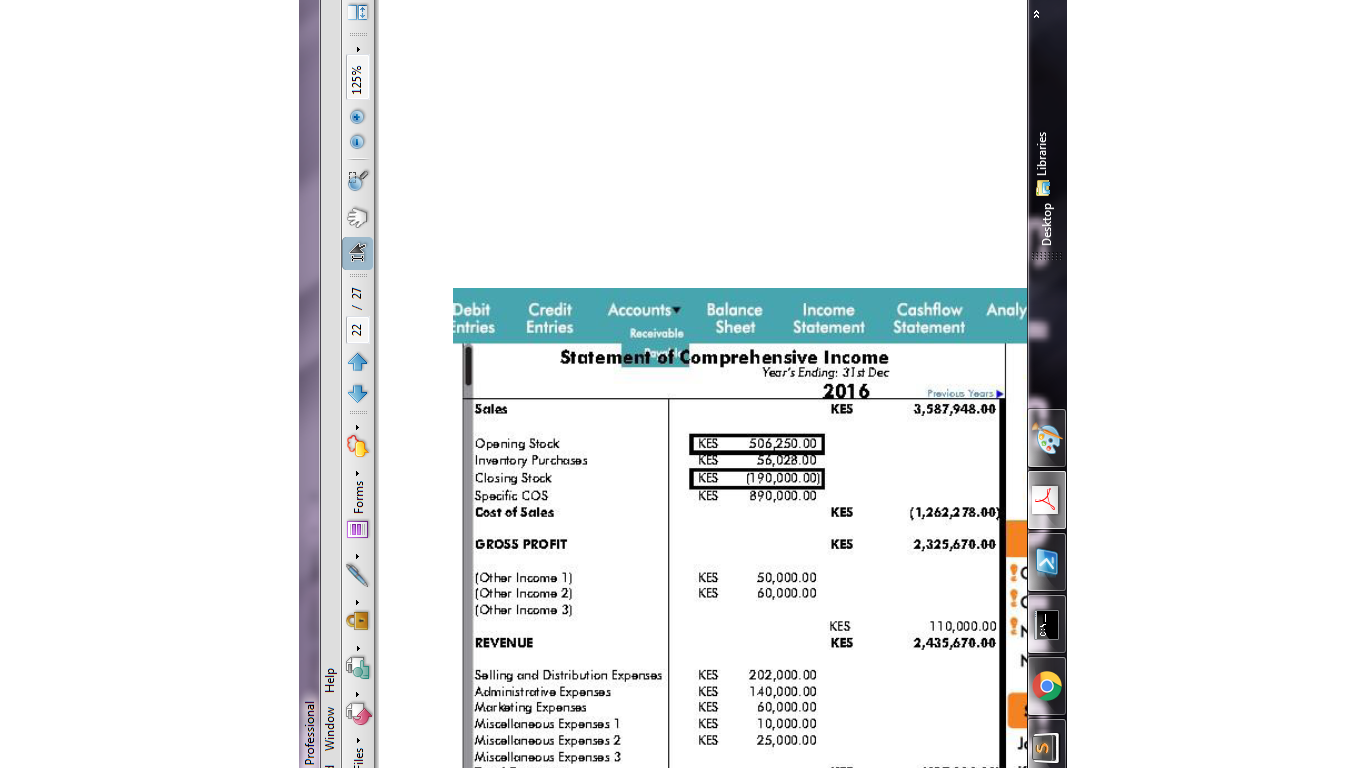 Debit Credit Accounts Balance Income Cashflow Analy
Entries Entries Receivable Sheet Statement Statement
Statement of Comprehensive Income
Year's Ending: 31st Dec
2016 Previous Years
Sales KES 3,587,948.00
Opening Stock KES 506,250.00
Inventory Purchases KES 56,028.00
Closing Stock KES (190,000.00)
Specific COS KES 890,000.00
Cost of Sales KES (1,262,278.00)
GROSS PROFIT KES 2,325,670.00
(Other Income 1) KES 50,000.00
(Other Income 2) KES 60,000.00
(Other Income 3)
KES 110,000.00
REVENUE KES 2,435,670.00
Selling and Distribution Expenses KES 202,000.00
Administrative Expenses KES 140,000.00
Marketing Expenses KES 60,000.00
Miscellaneous Expenses 1 KES 10,000.00
Miscellaneous Expenses 2 KES 25,000.00
Miscellaneous Expenses 3
Professional
Window Help
Files Forms 22 / 27 125%
Desktop Libraries »